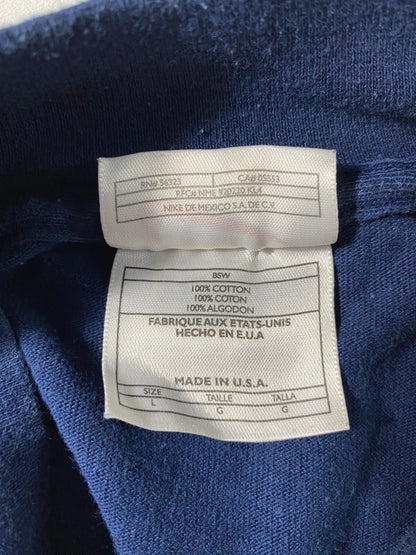 RN# 56323 CA# 05553
RFC# NME 920220 KL4
NIKE DE MEXICO S.A. DE C.V.
BSW
100% COTTON
100% COTON
100% ALGODON
FABRIQUE AUX ETATS-UNIS
HECHO EN E.U.A
MADE IN U.S.A.
SIZE TAILLE TALLA
L G G